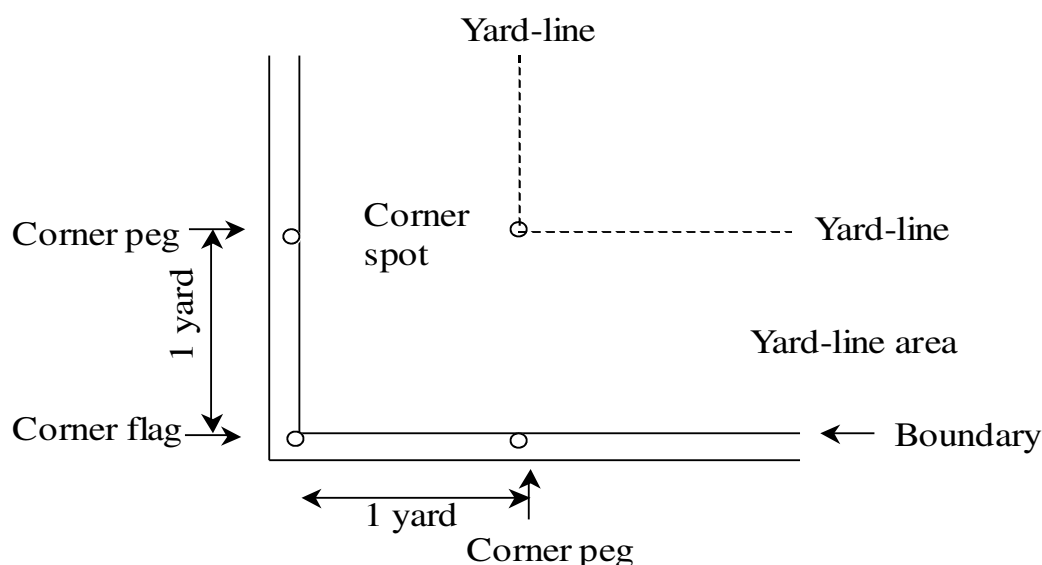 Yard-line
Corner
spot
Corner peg
Yard-line
1 yard
Yard-line area
Corner flag
Boundary
1 yard
Corner peg